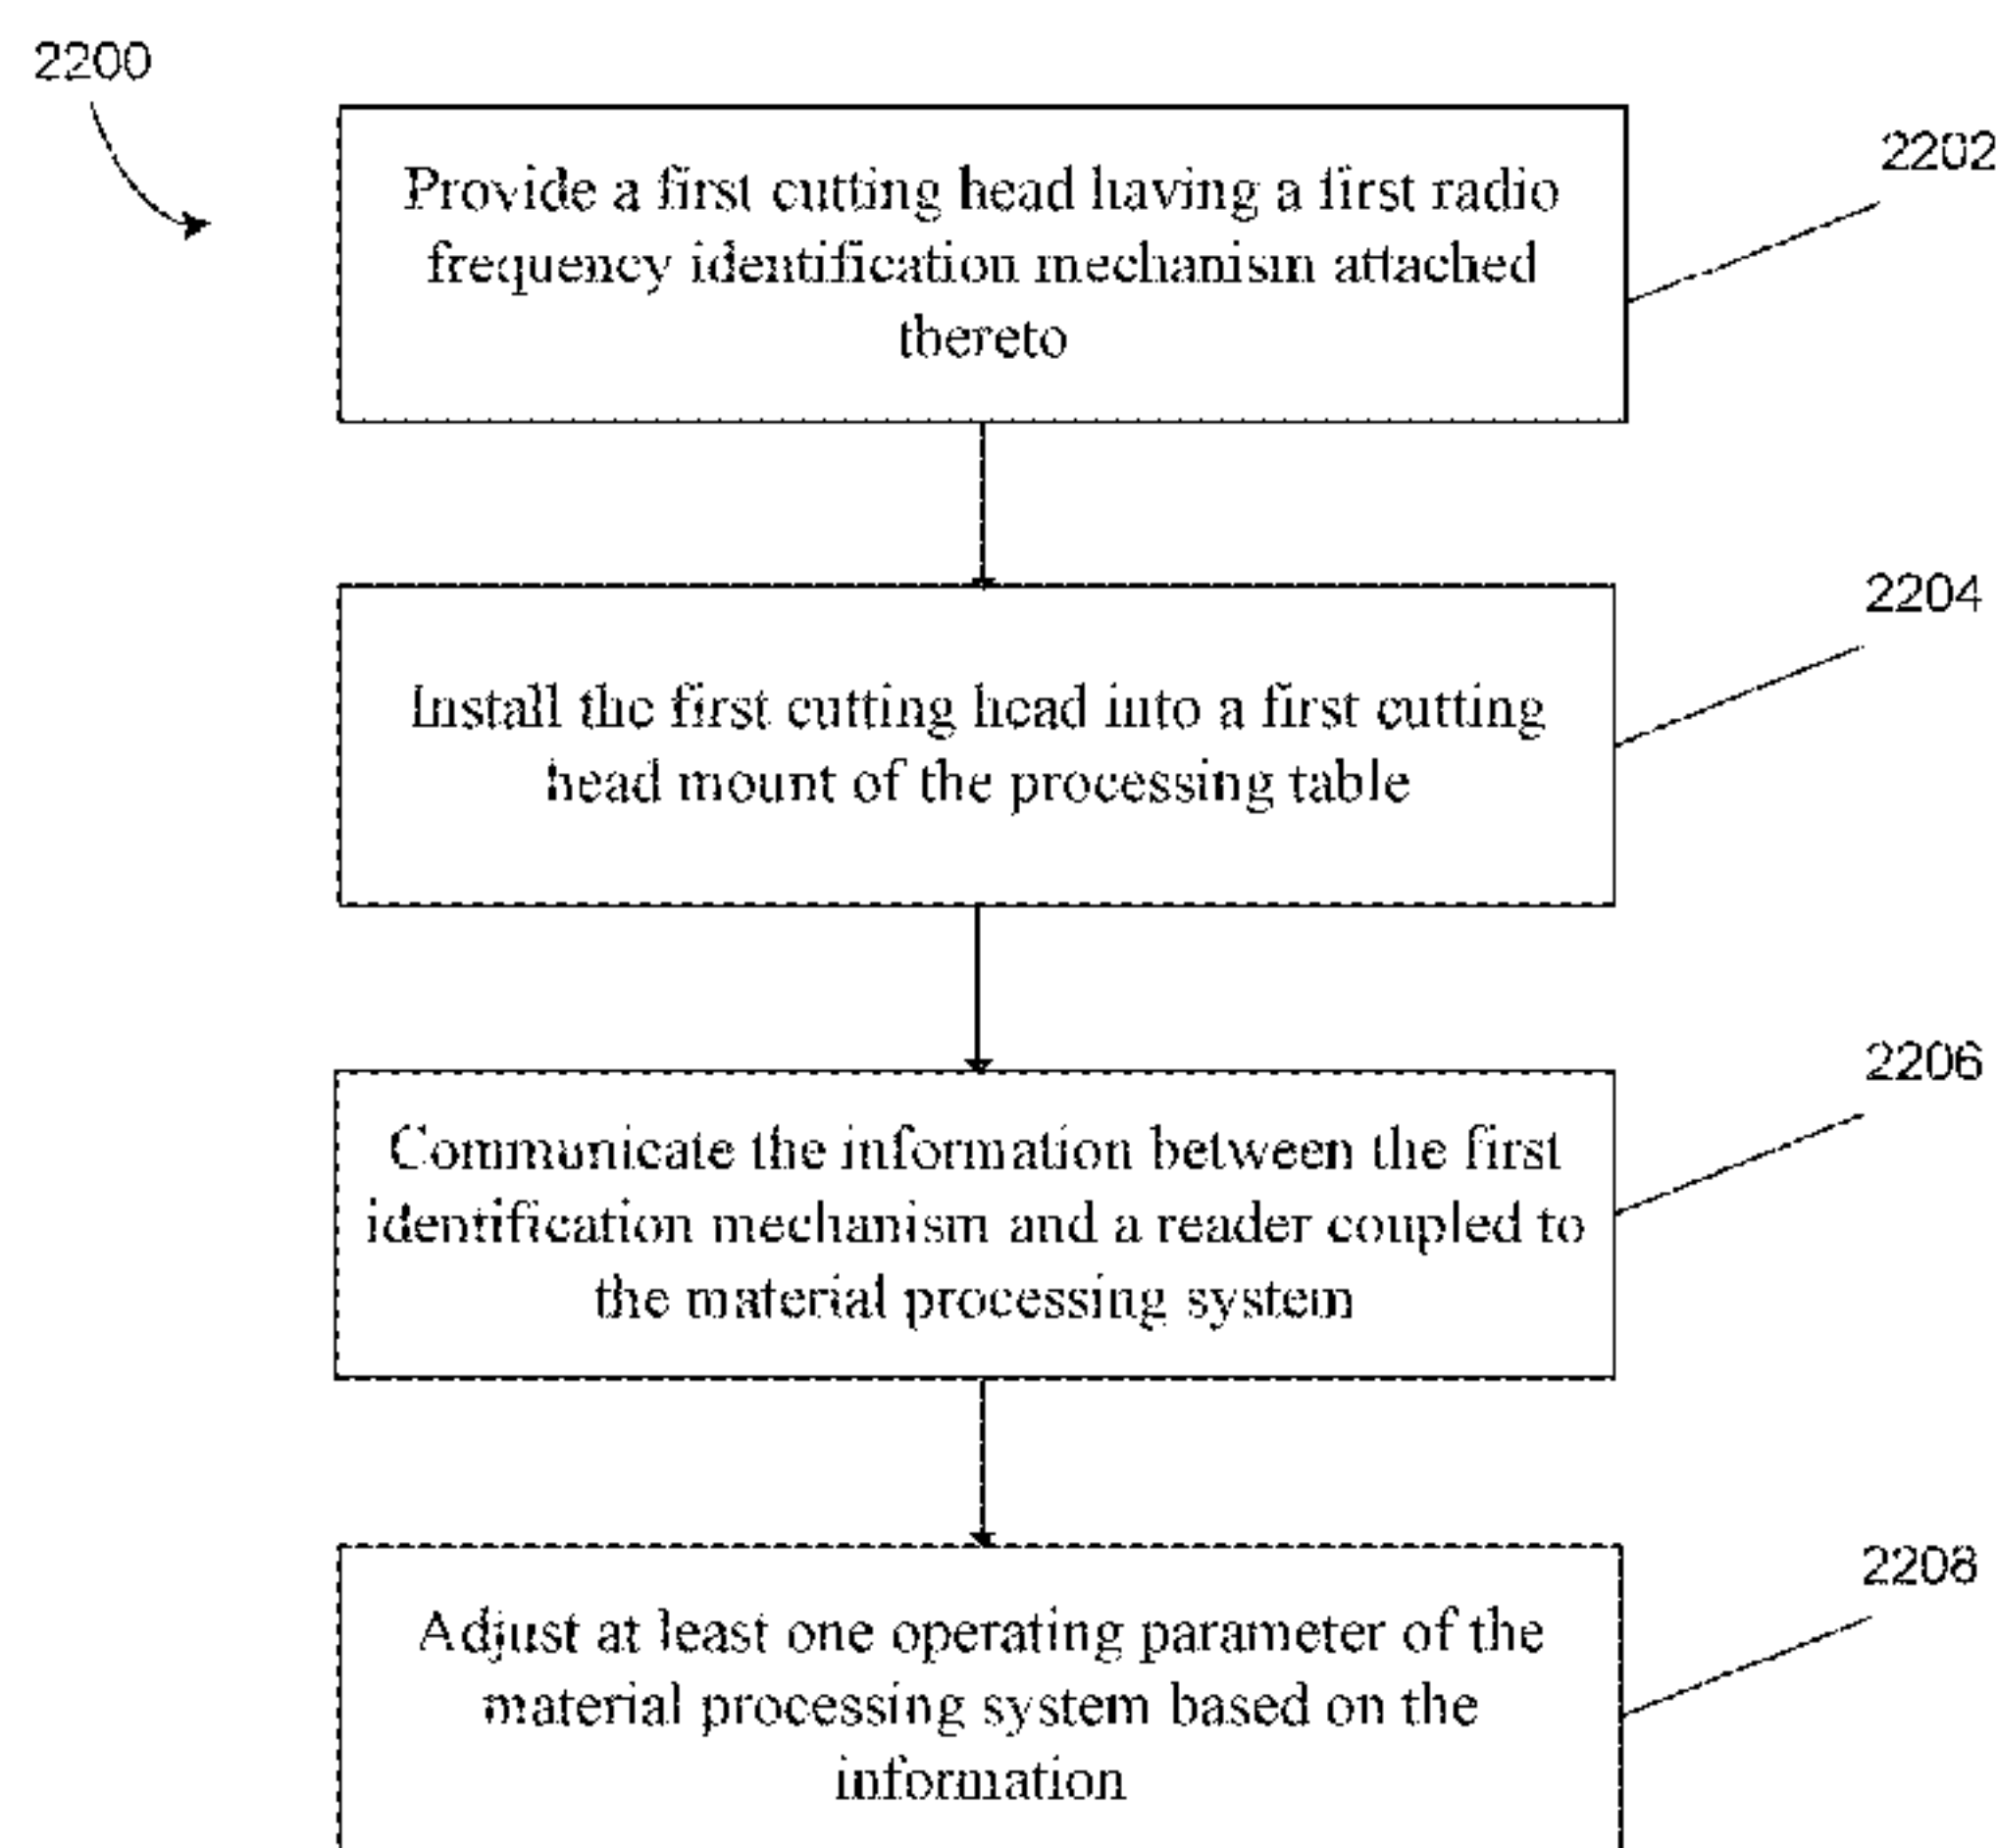 2200
Provide a first cutting head having a first radio
frequency identification mechanism attached
thereto
2202
Install the first cutting head into a first cutting
head mount of the processing table
2204
Communicate the information between the first
identification mechanism and a reader coupled to
the material processing system
2206
Adjust at least one operating parameter of the
material processing system based on the
information
2208